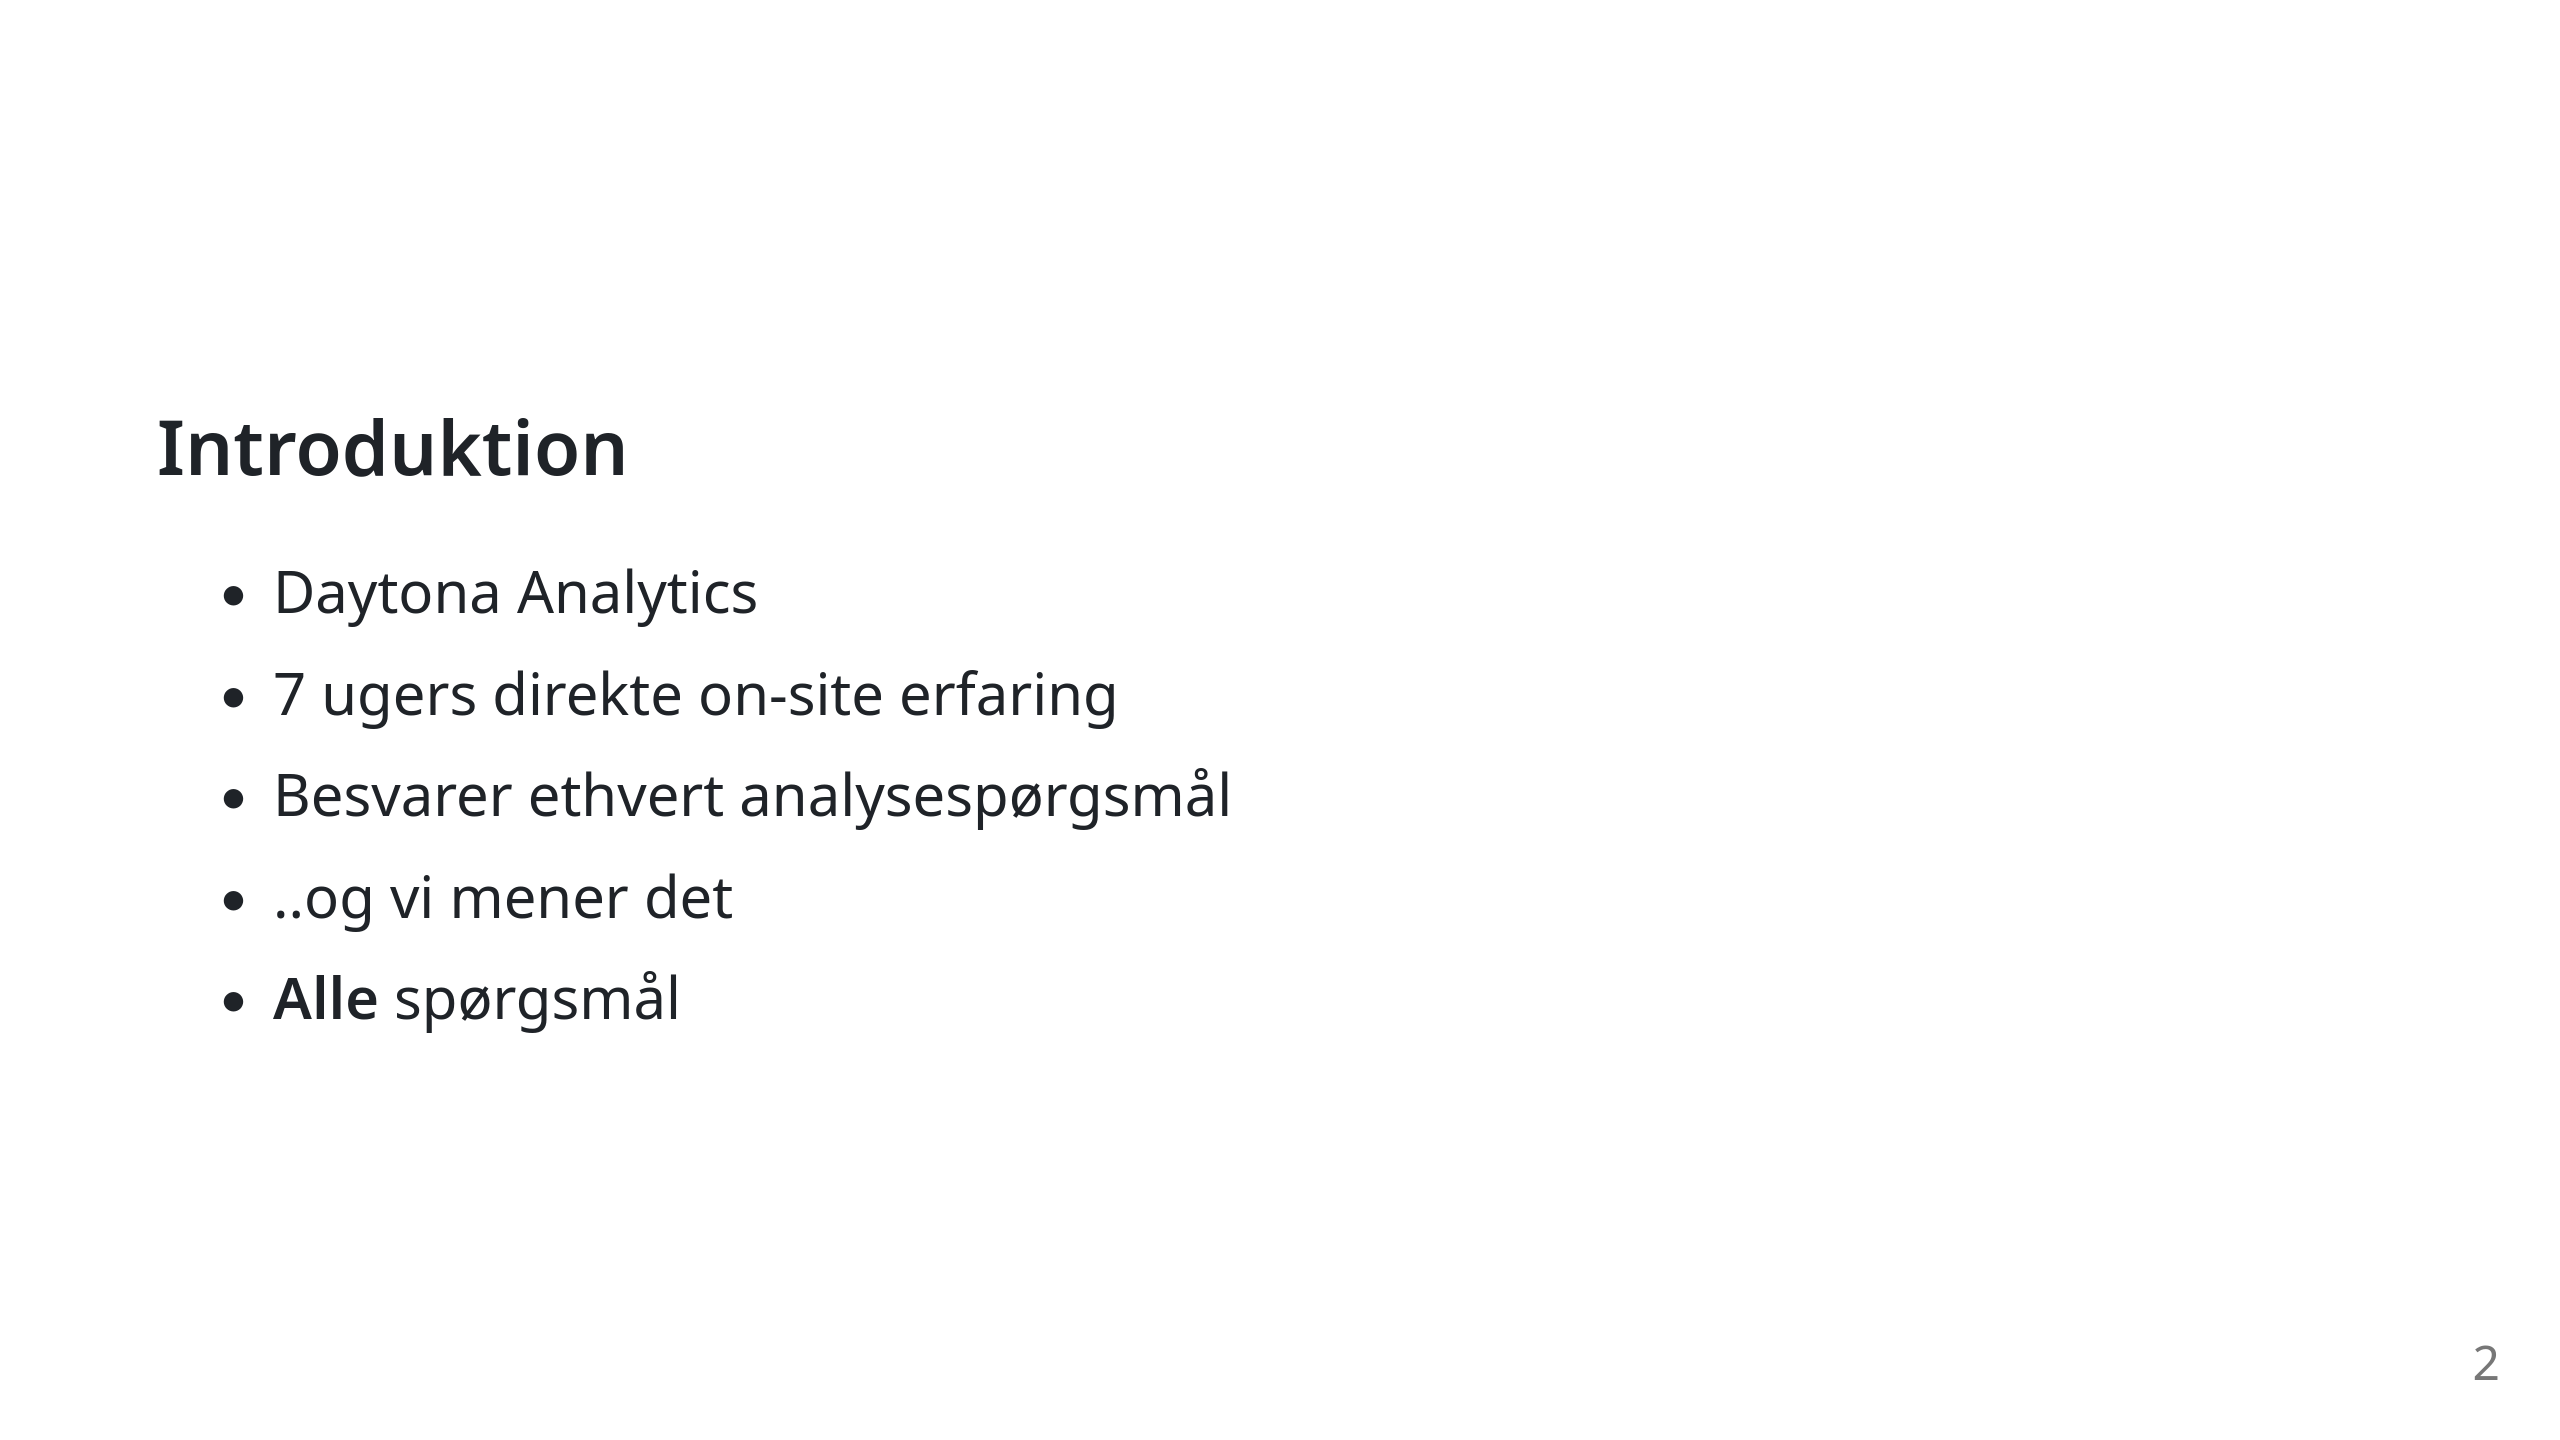 Introduktion
Daytona Analytics
7 ugers direkte on-site erfaring
Besvarer ethvert analysespørgsmål
..og vi mener det
Alle spørgsmål
2